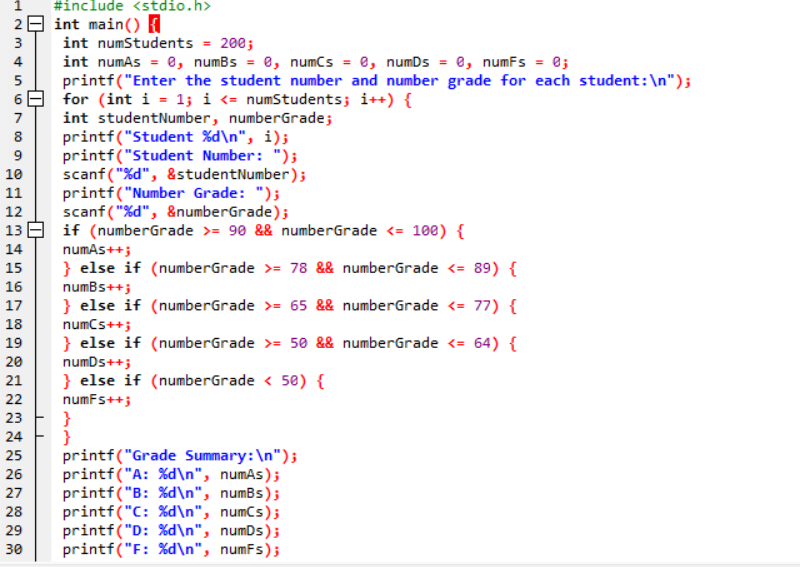 1 #include <stdio.h>
2 int main() {
3 int numStudents = 200;
4 int numAs = 0, numBs = 0, numCs = 0, numDs = 0, numFs = 0;
5 printf("Enter the student number and number grade for each student:\n");
6 for (int i = 1; i <= numStudents; i++) {
7 int studentNumber, numberGrade;
8 printf("Student %d\n", i);
9 printf("Student Number: ");
10 scanf("%d", &studentNumber);
11 printf("Number Grade: ");
12 scanf("%d", &numberGrade);
13 if (numberGrade >= 90 && numberGrade <= 100) {
14 numAs++;
15 } else if (numberGrade >= 78 && numberGrade <= 89) {
16 numBs++;
17 } else if (numberGrade >= 65 && numberGrade <= 77) {
18 numCs++;
19 } else if (numberGrade >= 50 && numberGrade <= 64) {
20 numDs++;
21 } else if (numberGrade < 50) {
22 numFs++;
23 }
24 }
25 printf("Grade Summary:\n");
26 printf("A: %d\n", numAs);
27 printf("B: %d\n", numBs);
28 printf("C: %d\n", numCs);
29 printf("D: %d\n", numDs);
30 printf("F: %d\n", numFs);